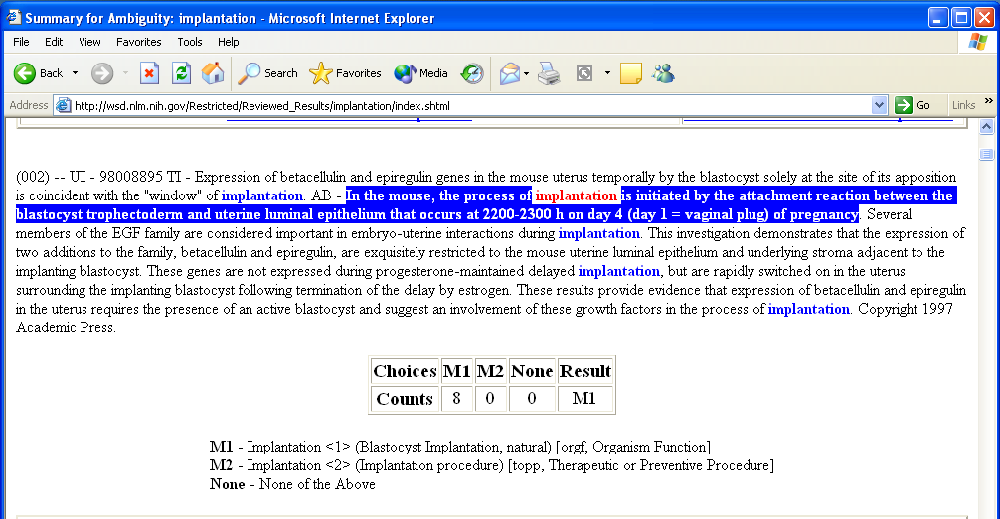 Summary for Ambiguity: implantation - Microsoft Internet Explorer
File Edit View Favorites Tools Help
Back Search Favorites Media
Address http://wsd.nlm.nih.gov/Restricted/Reviewed_Results/implantation/index.shtml Go Links »
(002) -- UI - 98008895 TI - Expression of betacellulin and epiregulin genes in the mouse uterus temporally by the blastocyst solely at the site of its apposition
is coincident with the "window" of implantation. AB - In the mouse, the process of implantation is initiated by the attachment reaction between the
blastocyst trophectoderm and uterine luminal epithelium that occurs at 2200-2300 h on day 4 (day 1 = vaginal plug) of pregnancy. Several
members of the EGF family are considered important in embryo-uterine interactions during implantation. This investigation demonstrates that the expression of
two additions to the family, betacellulin and epiregulin, are exquisitely restricted to the mouse uterine luminal epithelium and underlying stroma adjacent to the
implanting blastocyst. These genes are not expressed during progesterone-maintained delayed implantation, but are rapidly switched on in the uterus
surrounding the implanting blastocyst following termination of the delay by estrogen. These results provide evidence that expression of betacellulin and epiregulin
in the uterus requires the presence of an active blastocyst and suggest an involvement of these growth factors in the process of implantation. Copyright 1997
Academic Press.
Choices M1 M2 None Result
Counts 8 0 0 M1
M1 - Implantation <1> (Blastocyst Implantation, natural) [orgf, Organism Function]
M2 - Implantation <2> (Implantation procedure) [topp, Therapeutic or Preventive Procedure]
None - None of the Above